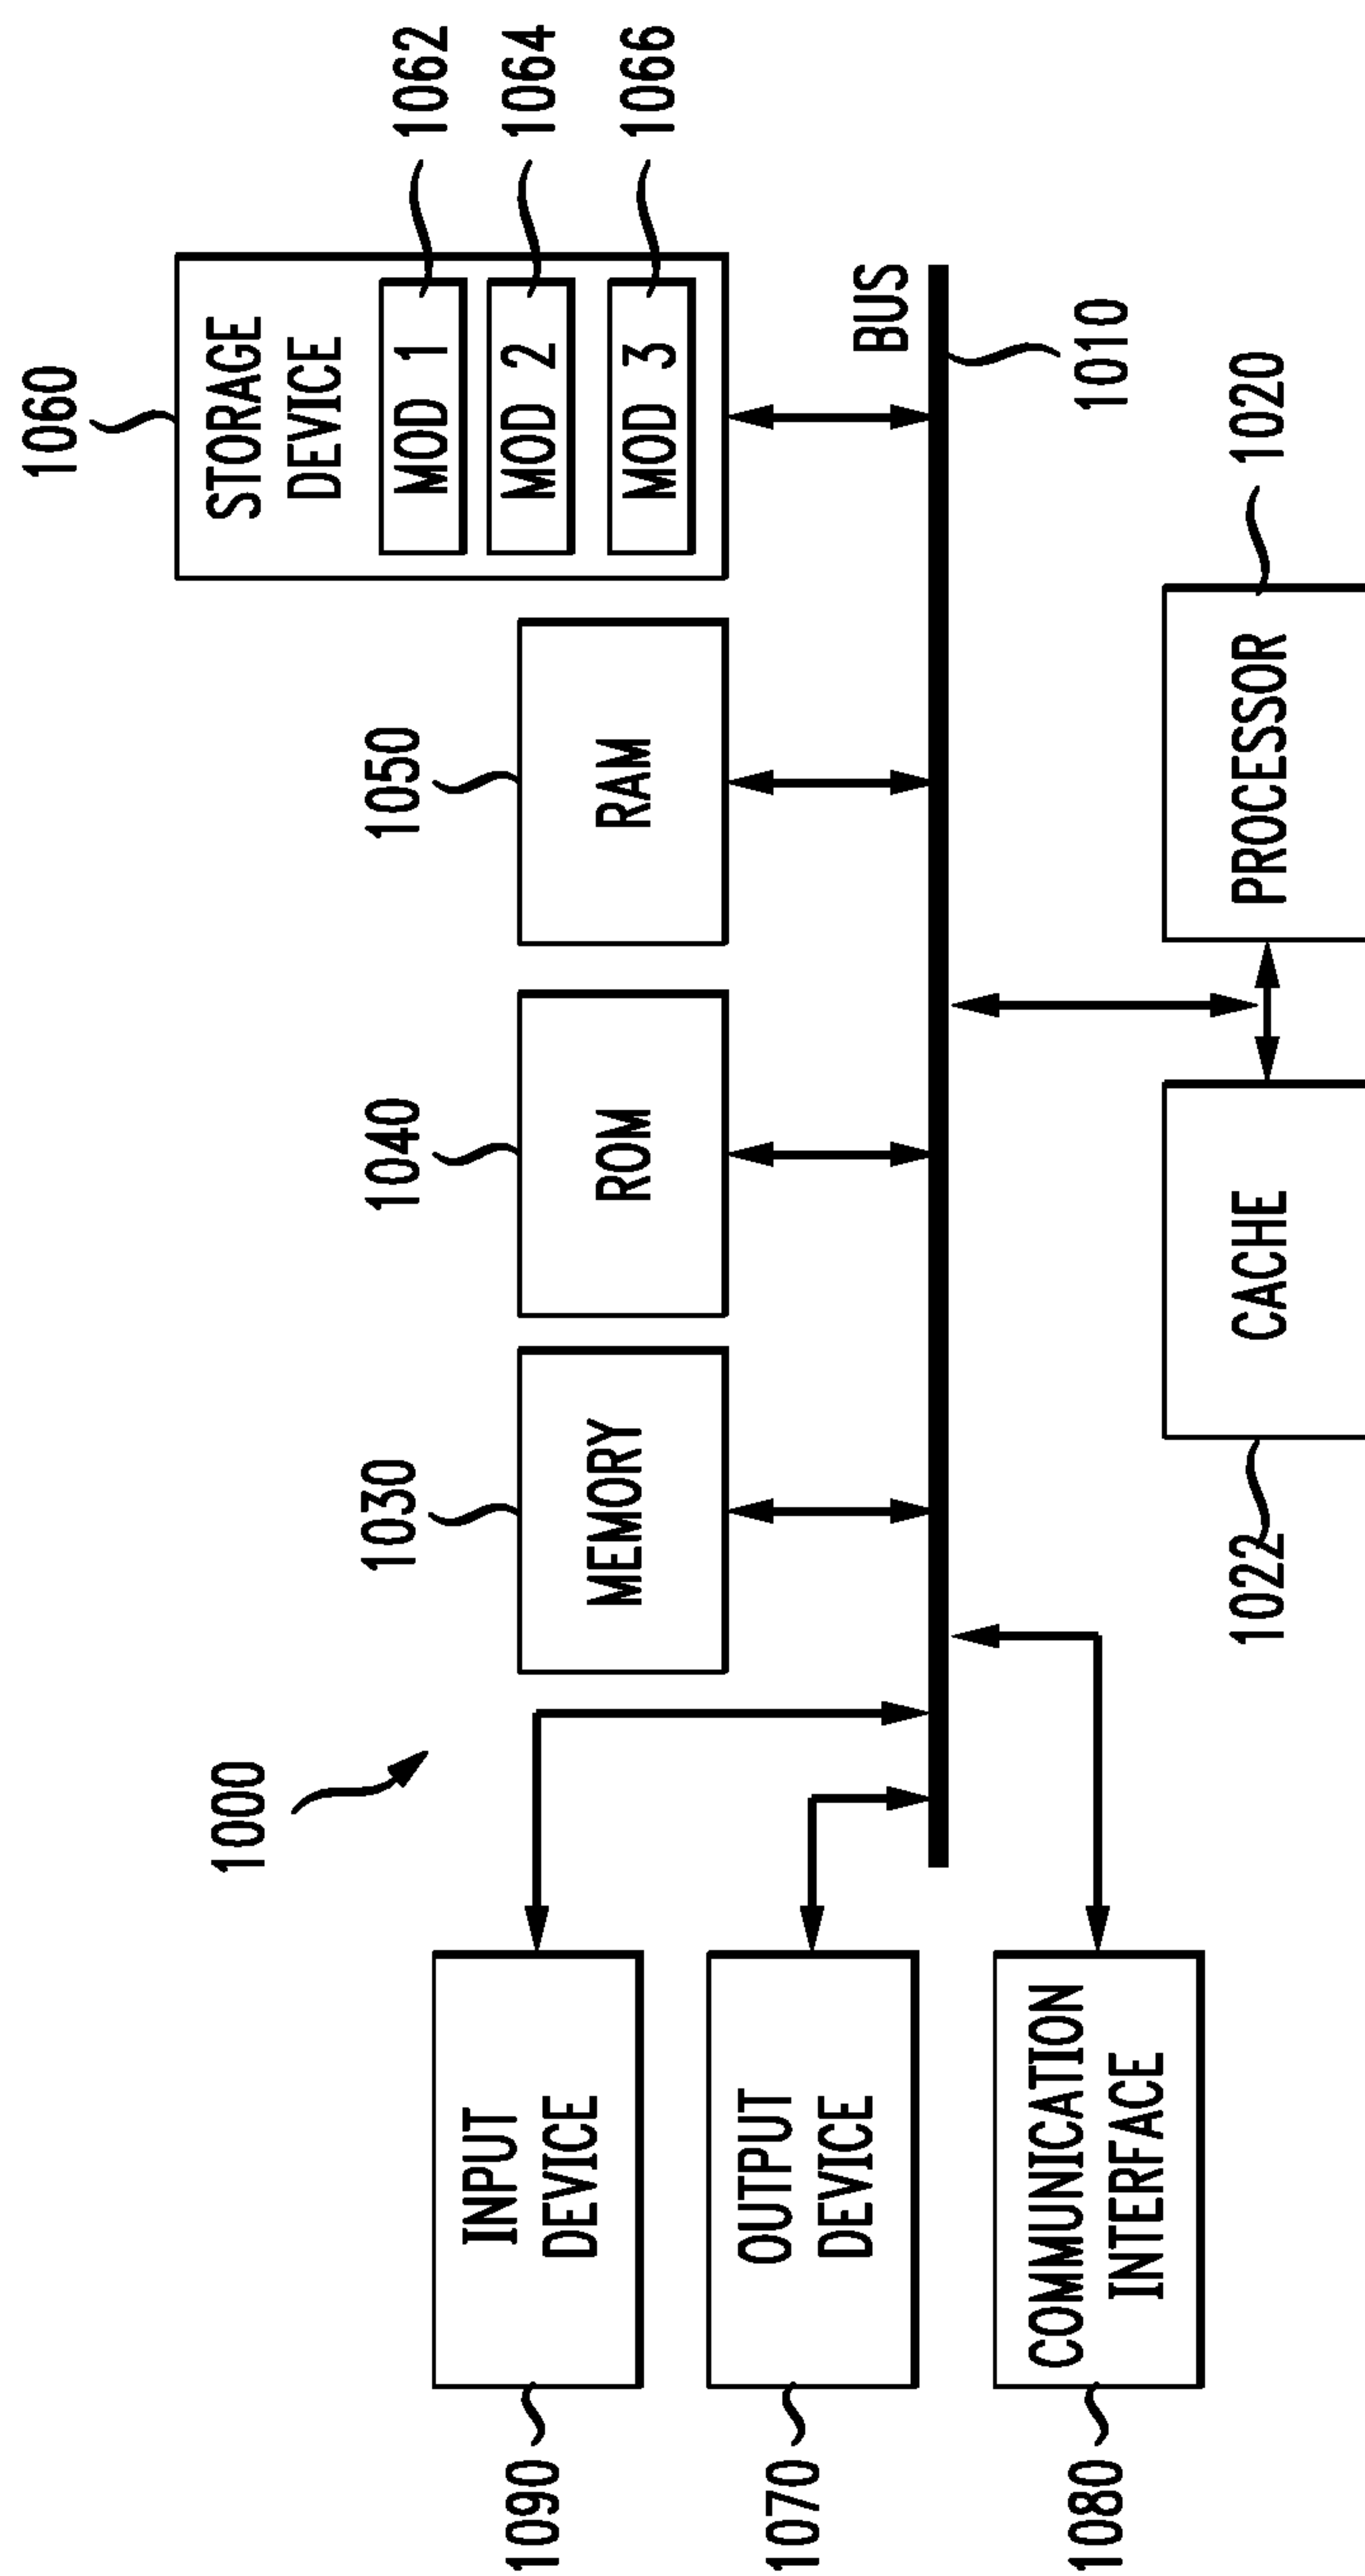 1000
1090
INPUT
DEVICE
1070
OUTPUT
DEVICE
1080
COMMUNICATION
INTERFACE
1030
MEMORY
1040
ROM
1050
RAM
1060
STORAGE
DEVICE
MOD 1
1062
MOD 2
1064
MOD 3
1066
BUS
1010
1022
CACHE
PROCESSOR
1020